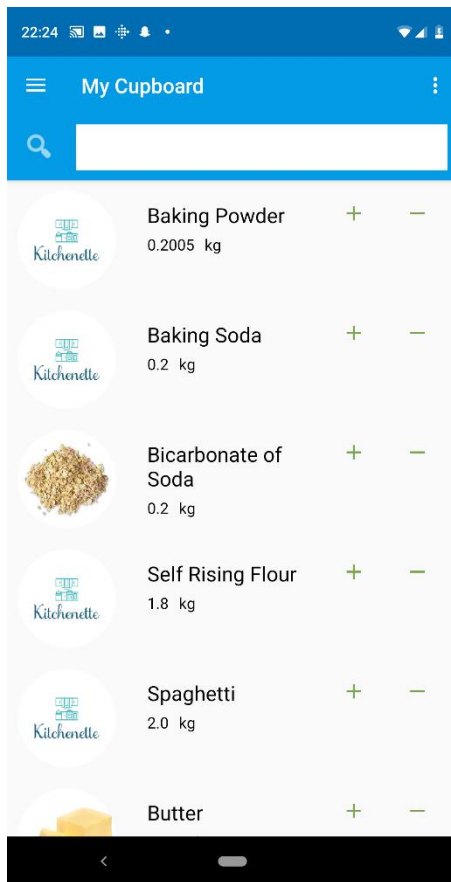 22:24
My Cupboard
Kitchenette
Baking Powder
0.2005 kg
Kitchenette
Baking Soda
0.2 kg
Bicarbonate of
Soda
0.2 kg
Kitchenette
Self Rising Flour
1.8 kg
Kitchenette
Spaghetti
2.0 kg
Butter